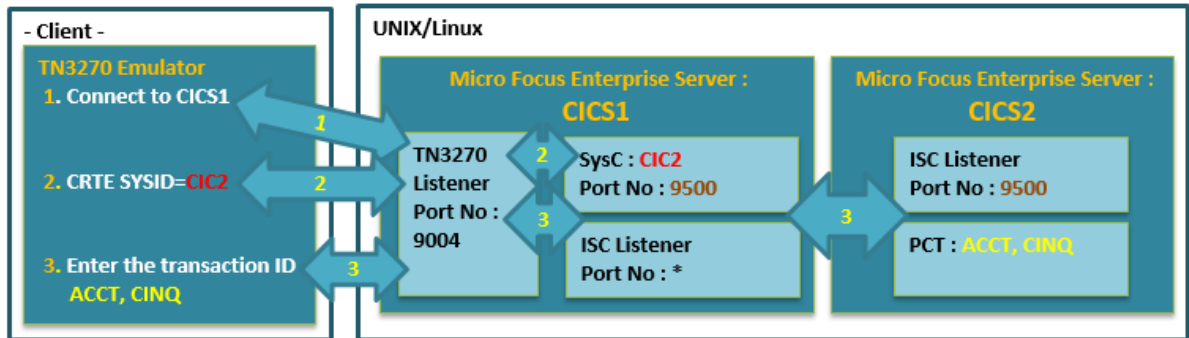 - Client -
TN3270 Emulator
1. Connect to CICS1
2. CRTE SYSID=CIC2
3. Enter the transaction ID
ACCT, CINQ
1
2
3
UNIX/Linux
Micro Focus Enterprise Server :
CICS1
TN3270
Listener
Port No :
9004
2
3
SysC : CIC2
Port No : 9500
ISC Listener
Port No : *
3
Micro Focus Enterprise Server :
CICS2
ISC Listener
Port No : 9500
PCT : ACCT, CINQ